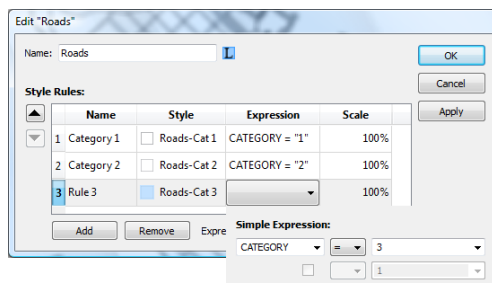 Edit "Roads"
Name: Roads L OK
Cancel
Style Rules:
Apply
Name Style Expression Scale
1 Category 1 Roads-Cat 1 CATEGORY = "1" 100%
2 Category 2 Roads-Cat 2 CATEGORY = "2" 100%
3 Rule 3 Roads-Cat 3 100%
Add Remove Expre
Simple Expression:
CATEGORY = 3
1